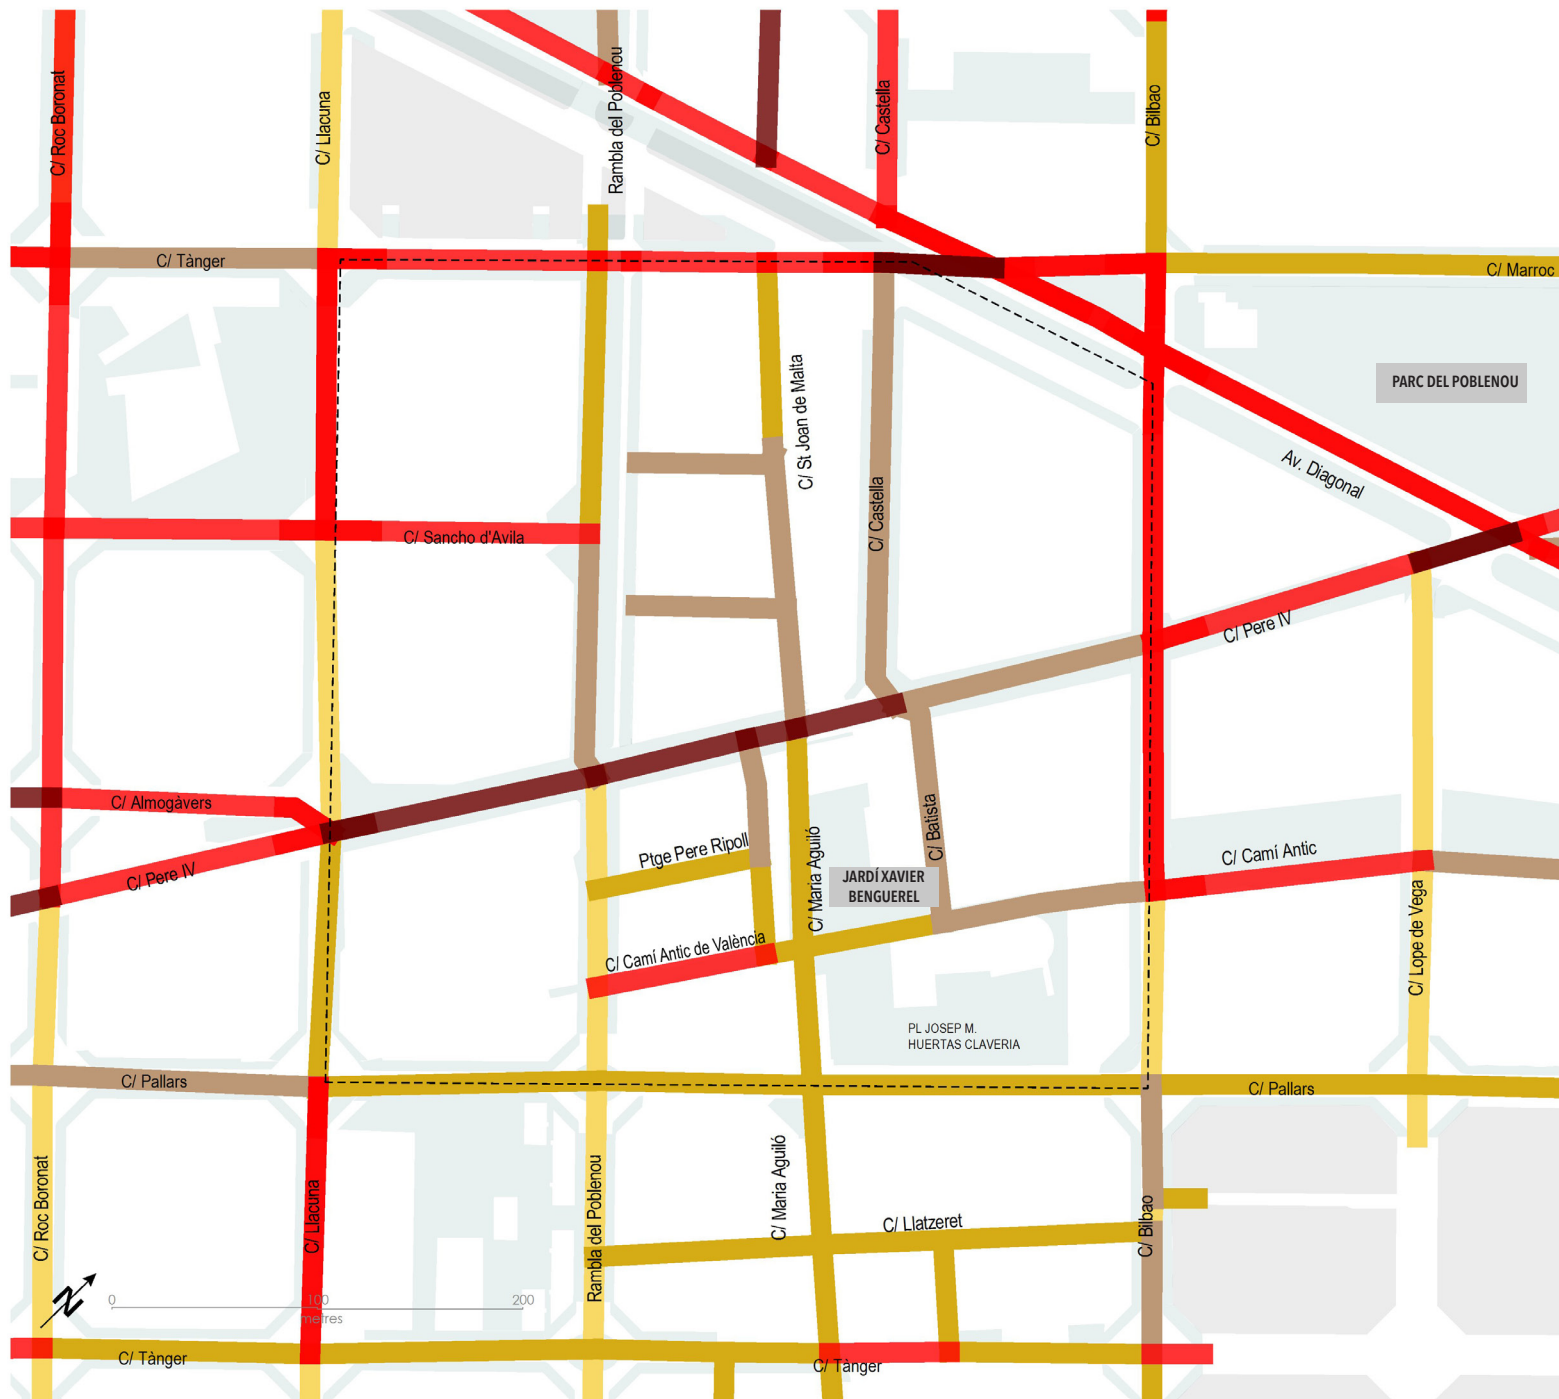 C/ Roc Boronat
C/ Llacuna
Rambla del Poblenou
C/ Castella
C/ Bilbao
C/ Tànger
C/ Marroc
PARC DEL POBLENOU
C/ St Joan de Malta
Av. Diagonal
C/ Castella
C/ Sancho d'Avila
C/ Pere IV
C/ Almogàvers
C/ Pere IV
Ptge Pere Ripoll
C/ Maria Aguiló
C/ Batista
C/ Camí Antic
JARDÍ XAVIER
BENGUEREL
C/ Camí Antic de València
C/ Lope de Vega
PL JOSEP M.
HUERTAS CLAVERIA
C/ Pallars
C/ Pallars
C/ Roc Boronat
C/ Llacuna
Rambla del Poblenou
C/ Maria Aguiló
C/ Llatzeret
C/ Bilbao
N
0 100 200
metres
C/ Tànger
C/ Tànger